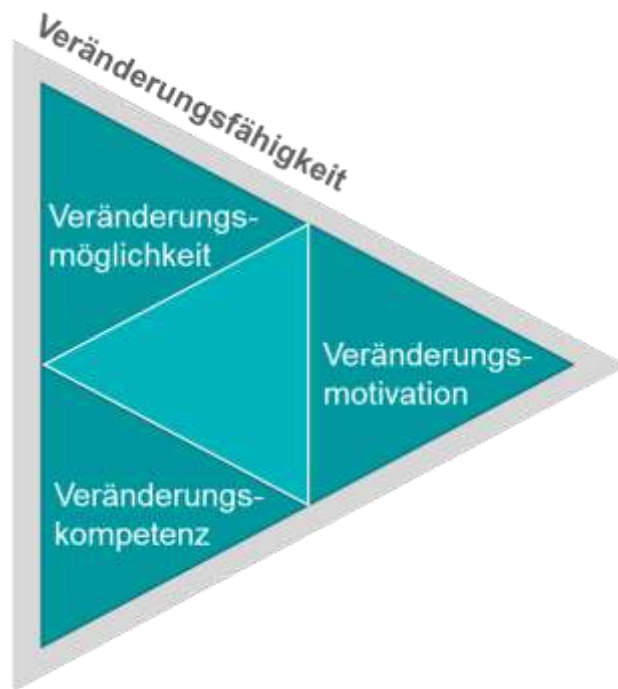 Veränderungsfähigkeit
Veränderungs-
möglichkeit
Veränderungs-
motivation
Veränderungs-
kompetenz